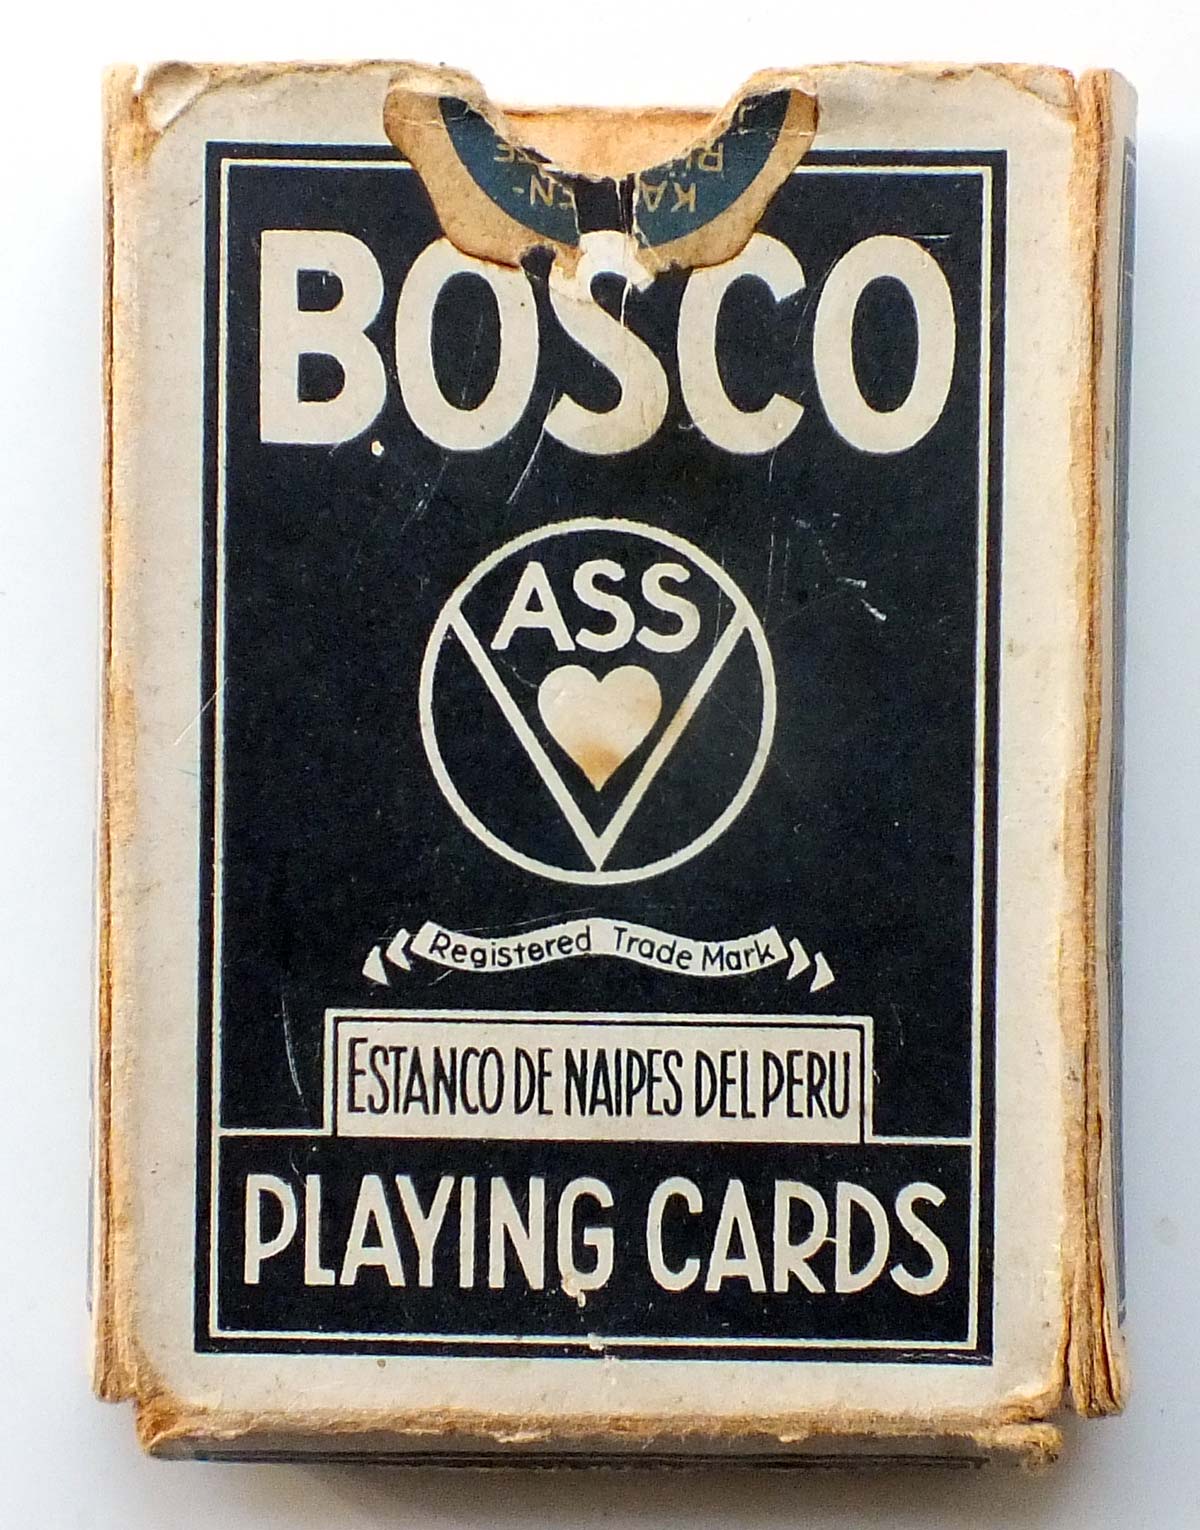 BOSCO
ASS
Registered Trade Mark
ESTANCO DE NAIPES DEL PERU
PLAYING CARDS